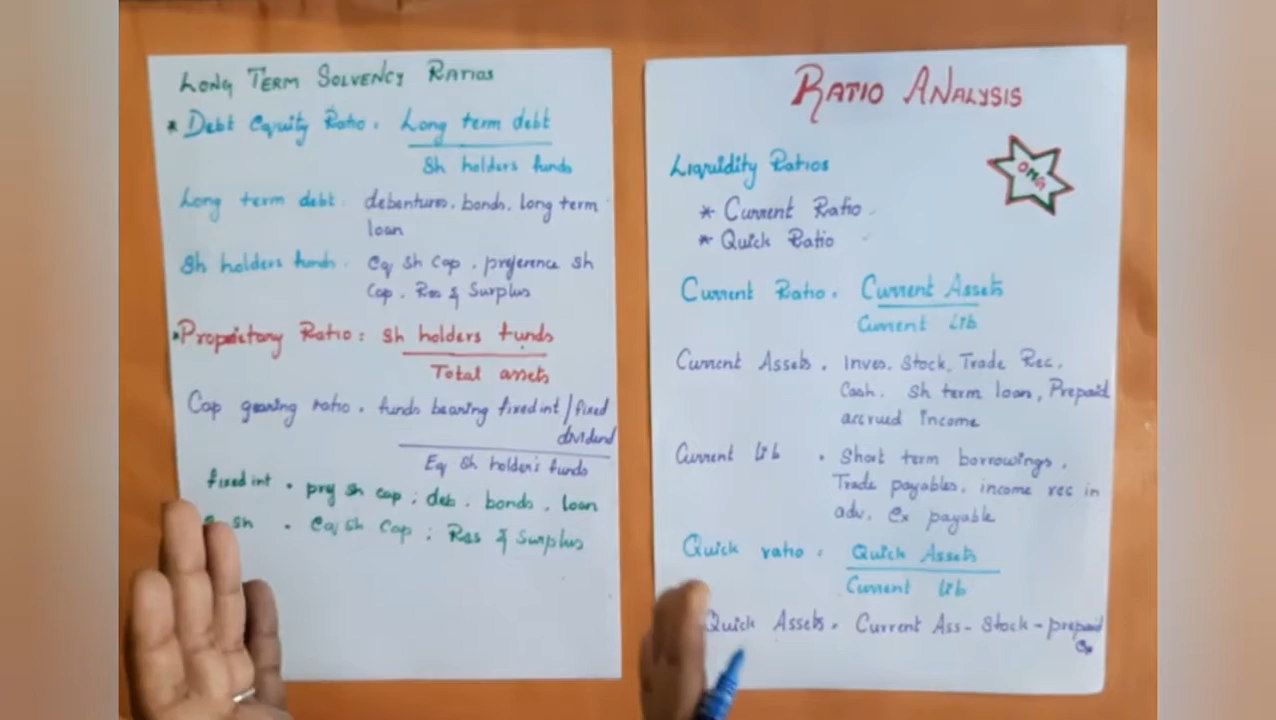 LONG TERM SOLVENCY RATIOS
* Debt Equity Ratio = Long term debt
Sh holders funds
Long term debt = debentures, bonds, long term
loan
Sh holders funds = Eq sh cap, preference sh
Cap, Res & Surplus
* Proprietary Ratio = Sh holders funds
Total assets
Cap gearing ratio = funds bearing fixed int / fixed
dividend
Eq Sh holder's funds
fixed int = prf sh cap ; deb, bonds, loan
sh = Eq sh Cap ; Res & Surplus
RATIO ANALYSIS
OMG
Liquidity Ratios
* Current Ratio
* Quick Ratio
Current Ratio = Current Assets
Current Lib
Current Assets = Inves, Stock, Trade Rec,
Cash, Sh term loan, Prepaid
accrued Income
Current Lib = Short term borrowings,
Trade payables, income rec in
adv, Ex payable
Quick ratio = Quick Assets
Current Lib
Quick Assets = Current Ass - Stock - prepaid
Ex